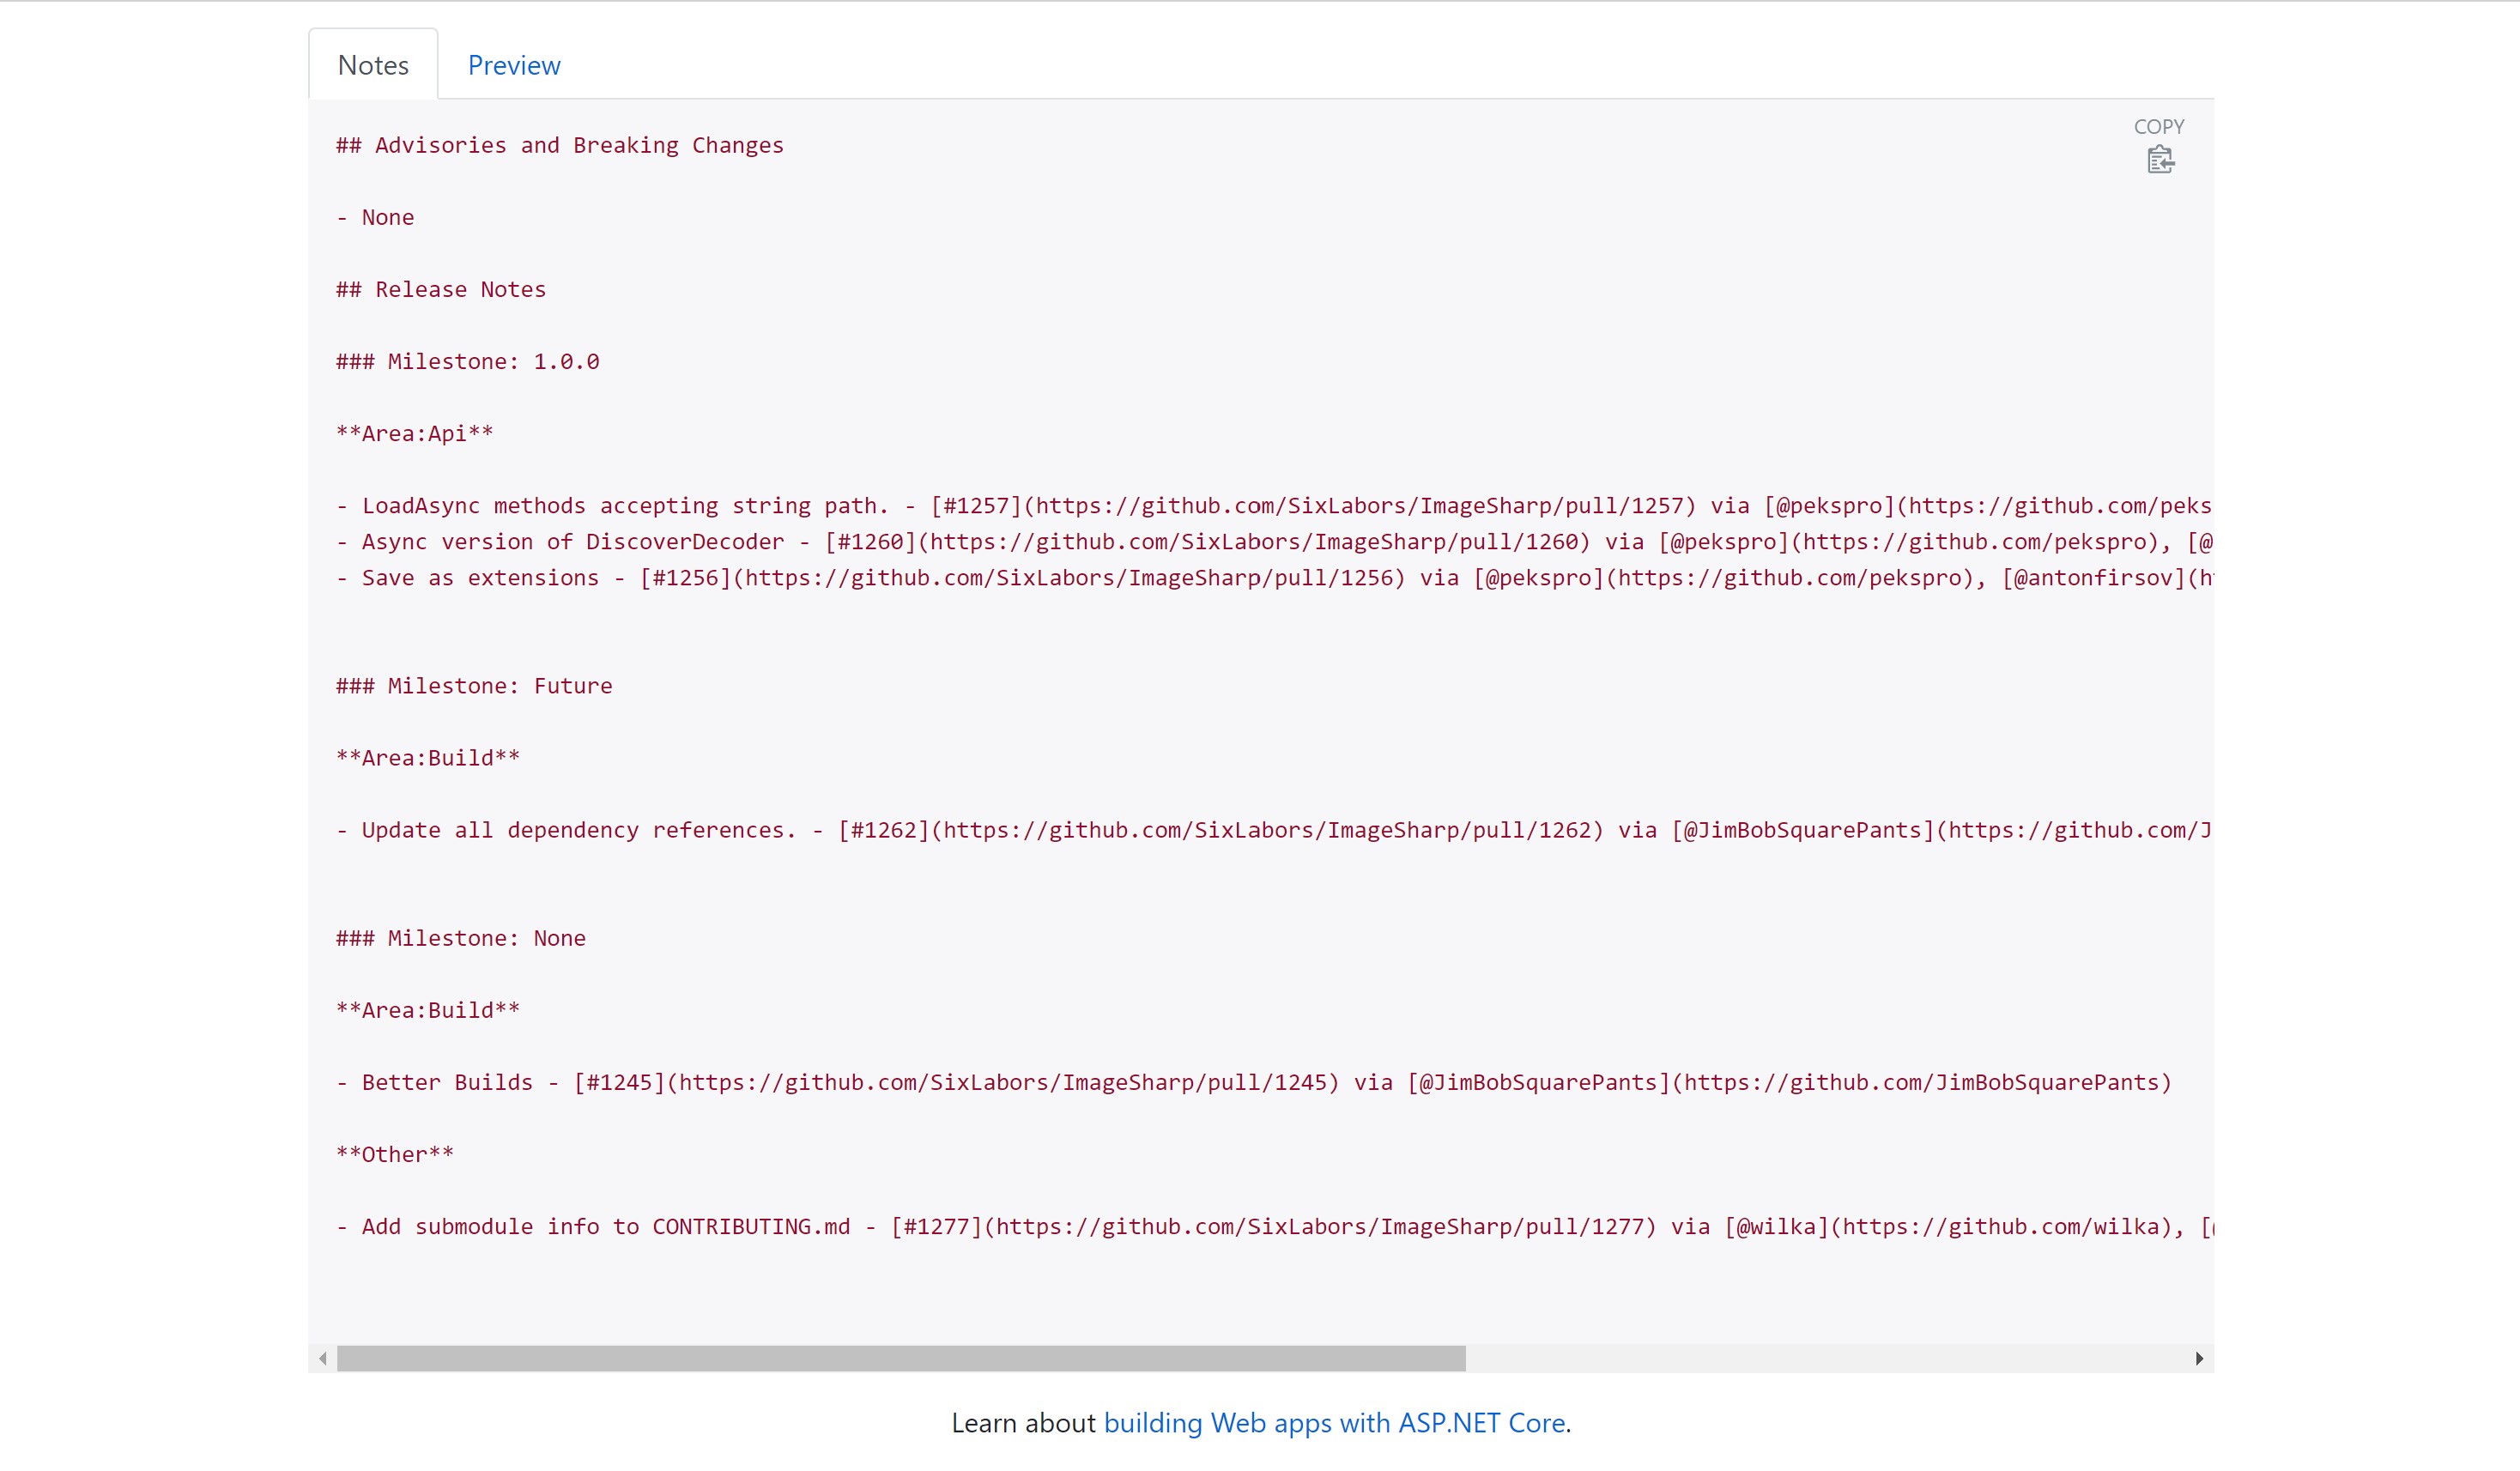 Notes Preview
COPY
## Advisories and Breaking Changes
- None
## Release Notes
### Milestone: 1.0.0
**Area:Api**
- LoadAsync methods accepting string path. - [#1257](https://github.com/SixLabors/ImageSharp/pull/1257) via [@pekspro](https://github.com/peks
- Async version of DiscoverDecoder - [#1260](https://github.com/SixLabors/ImageSharp/pull/1260) via [@pekspro](https://github.com/pekspro), [@
- Save as extensions - [#1256](https://github.com/SixLabors/ImageSharp/pull/1256) via [@pekspro](https://github.com/pekspro), [@antonfirsov](h
### Milestone: Future
**Area:Build**
- Update all dependency references. - [#1262](https://github.com/SixLabors/ImageSharp/pull/1262) via [@JimBobSquarePants](https://github.com/J
### Milestone: None
**Area:Build**
- Better Builds - [#1245](https://github.com/SixLabors/ImageSharp/pull/1245) via [@JimBobSquarePants](https://github.com/JimBobSquarePants)
**Other**
- Add submodule info to CONTRIBUTING.md - [#1277](https://github.com/SixLabors/ImageSharp/pull/1277) via [@wilka](https://github.com/wilka), [
Learn about building Web apps with ASP.NET Core.